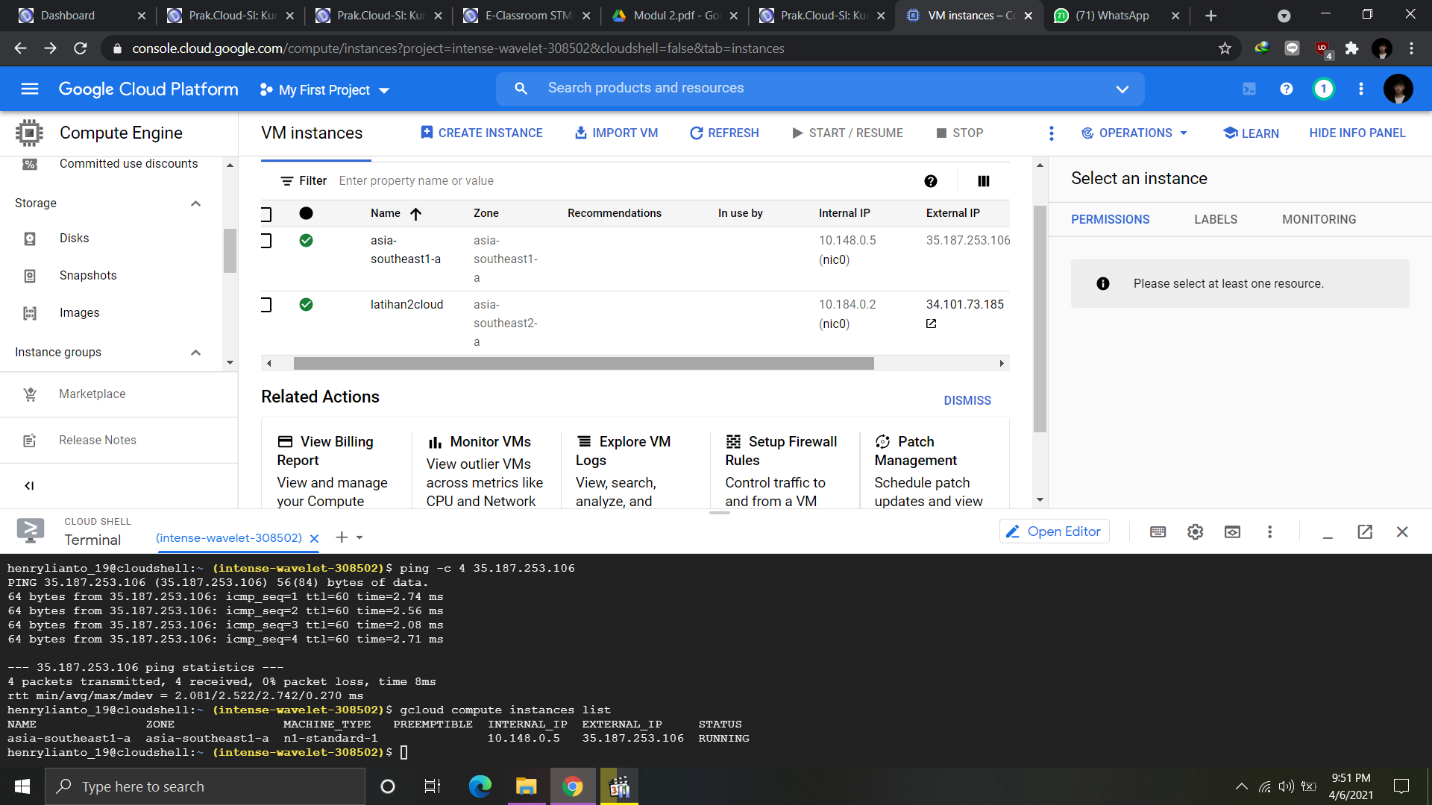 Dashboard
Prak.Cloud-SI: Ku
Prak.Cloud-SI: Ku
E-Classroom STM
Modul 2.pdf - Go
Prak.Cloud-SI: Ku
VM instances – C
(71) WhatsApp
console.cloud.google.com/compute/instances?project=intense-wavelet-308502&cloudshell=false&tab=instances
4
Google Cloud Platform
My First Project
Search products and resources
1
Compute Engine
VM instances
CREATE INSTANCE
IMPORT VM
REFRESH
START / RESUME
STOP
OPERATIONS
LEARN
HIDE INFO PANEL
Committed use discounts
Storage
Disks
Snapshots
Images
Instance groups
Marketplace
Release Notes
Filter Enter property name or value
Name Zone Recommendations In use by Internal IP External IP
asia-southeast1-a
asia-southeast1-a
10.148.0.5 (nic0)
35.187.253.106
latihan2cloud
asia-southeast2-a
10.184.0.2 (nic0)
34.101.73.185
Related Actions
DISMISS
View Billing Report
View and manage your Compute
Monitor VMs
View outlier VMs across metrics like CPU and Network
Explore VM Logs
View, search, analyze, and
Setup Firewall Rules
Control traffic to and from a VM
Patch Management
Schedule patch updates and view
Select an instance
PERMISSIONS
LABELS
MONITORING
Please select at least one resource.
CLOUD SHELL
Terminal
(intense-wavelet-308502)
Open Editor
henrylianto_19@cloudshell:~ (intense-wavelet-308502)$ ping -c 4 35.187.253.106
PING 35.187.253.106 (35.187.253.106) 56(84) bytes of data.
64 bytes from 35.187.253.106: icmp_seq=1 ttl=60 time=2.74 ms
64 bytes from 35.187.253.106: icmp_seq=2 ttl=60 time=2.56 ms
64 bytes from 35.187.253.106: icmp_seq=3 ttl=60 time=2.08 ms
64 bytes from 35.187.253.106: icmp_seq=4 ttl=60 time=2.71 ms
--- 35.187.253.106 ping statistics ---
4 packets transmitted, 4 received, 0% packet loss, time 8ms
rtt min/avg/max/mdev = 2.081/2.522/2.742/0.270 ms
henrylianto_19@cloudshell:~ (intense-wavelet-308502)$ gcloud compute instances list
NAME ZONE MACHINE_TYPE PREEMPTIBLE INTERNAL_IP EXTERNAL_IP STATUS
asia-southeast1-a asia-southeast1-a n1-standard-1 10.148.0.5 35.187.253.106 RUNNING
henrylianto_19@cloudshell:~ (intense-wavelet-308502)$
Type here to search
9:51 PM
4/6/2021